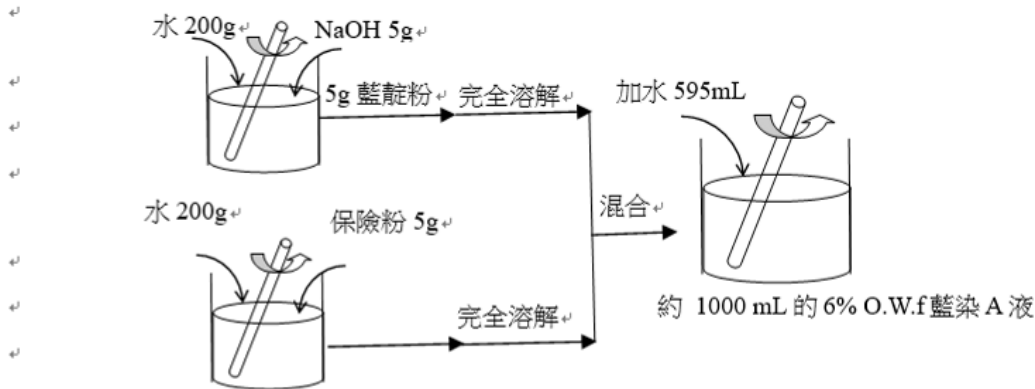 水 200g
NaOH 5g
5g 藍靛粉
完全溶解
加水 595mL
水 200g
保險粉 5g
混合
完全溶解
約 1000 mL 的 6% O.W.f 藍染 A 液